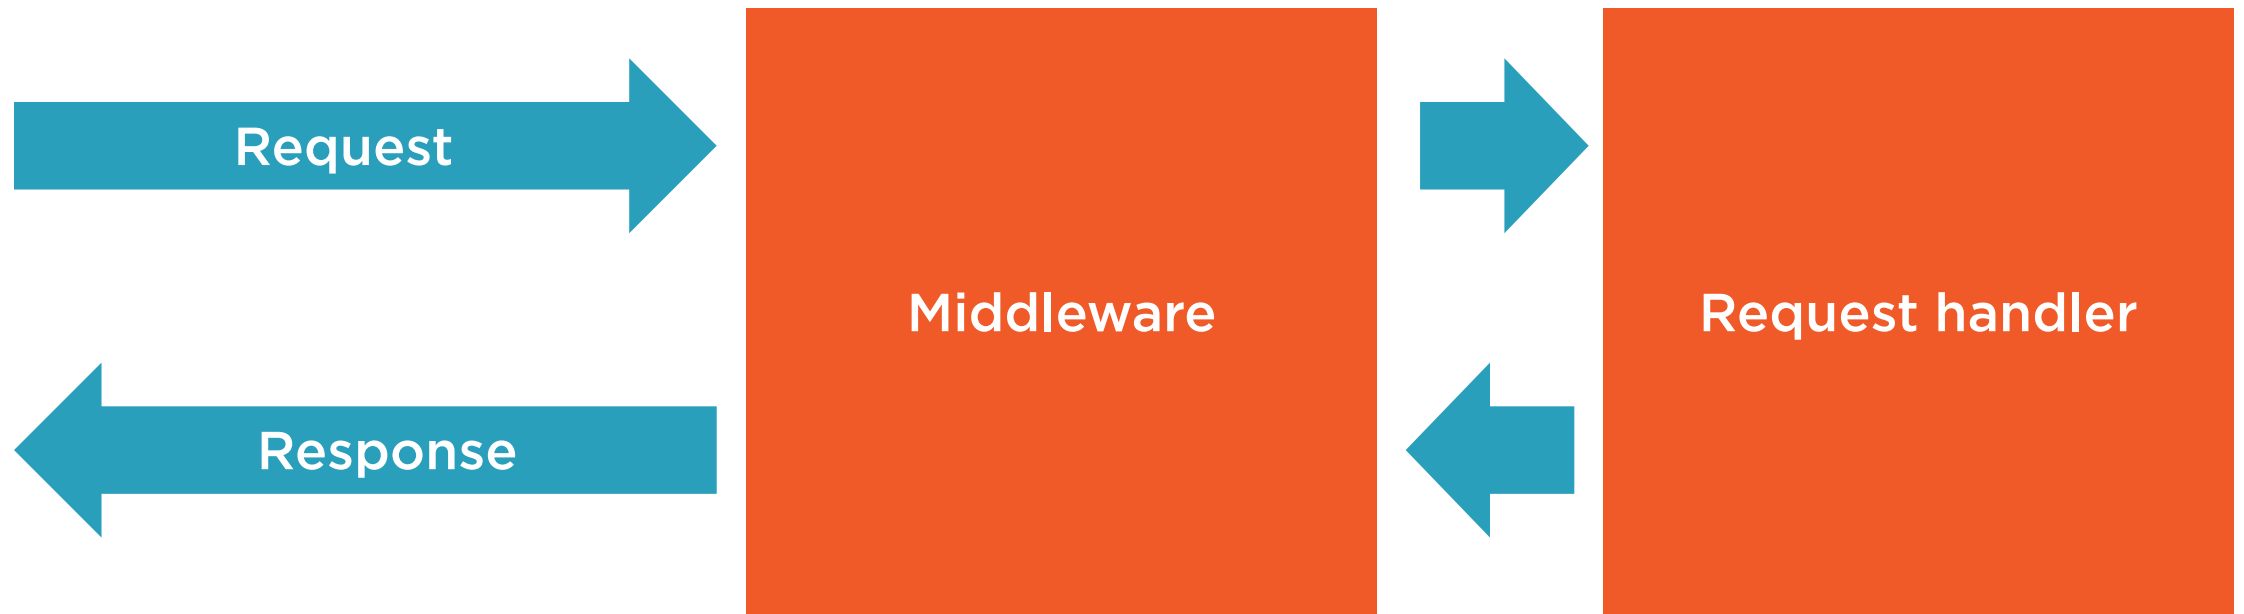 Request
Middleware
Request handler
Response